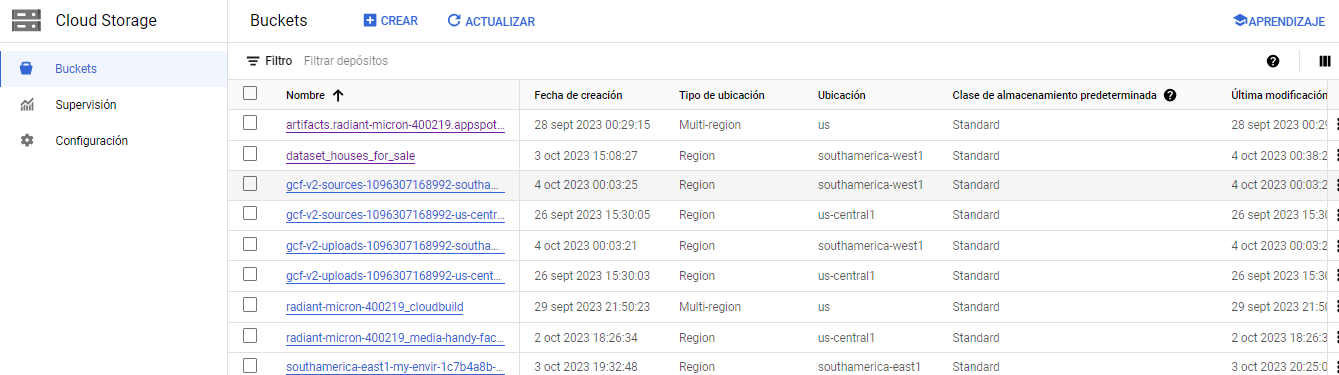 Cloud Storage
Buckets CREAR ACTUALIZAR APRENDIZAJE
Buckets
Supervisión
Configuración
Filtro Filtrar depósitos
Nombre Fecha de creación Tipo de ubicación Ubicación Clase de almacenamiento predeterminada Última modificación
artifacts.radiant-micron-400219.appspot... 28 sept 2023 00:29:15 Multi-region us Standard 28 sept 2023 00:29
dataset_houses_for_sale 3 oct 2023 15:08:27 Region southamerica-west1 Standard 4 oct 2023 00:38:2
gcf-v2-sources-1096307168992-southa... 4 oct 2023 00:03:25 Region southamerica-west1 Standard 4 oct 2023 00:03:2
gcf-v2-sources-1096307168992-us-centr... 26 sept 2023 15:30:05 Region us-central1 Standard 26 sept 2023 15:30
gcf-v2-uploads-1096307168992-southa... 4 oct 2023 00:03:21 Region southamerica-west1 Standard 4 oct 2023 00:03:2
gcf-v2-uploads-1096307168992-us-cent... 26 sept 2023 15:30:03 Region us-central1 Standard 26 sept 2023 15:30
radiant-micron-400219_cloudbuild 29 sept 2023 21:50:23 Multi-region us Standard 29 sept 2023 21:50
radiant-micron-400219_media-handy-fac... 2 oct 2023 18:26:34 Region us-central1 Standard 2 oct 2023 18:26:3
southamerica-east1-my-envir-1c7b4a8b-... 3 oct 2023 19:32:48 Region southamerica-east1 Standard 3 oct 2023 20:25:0